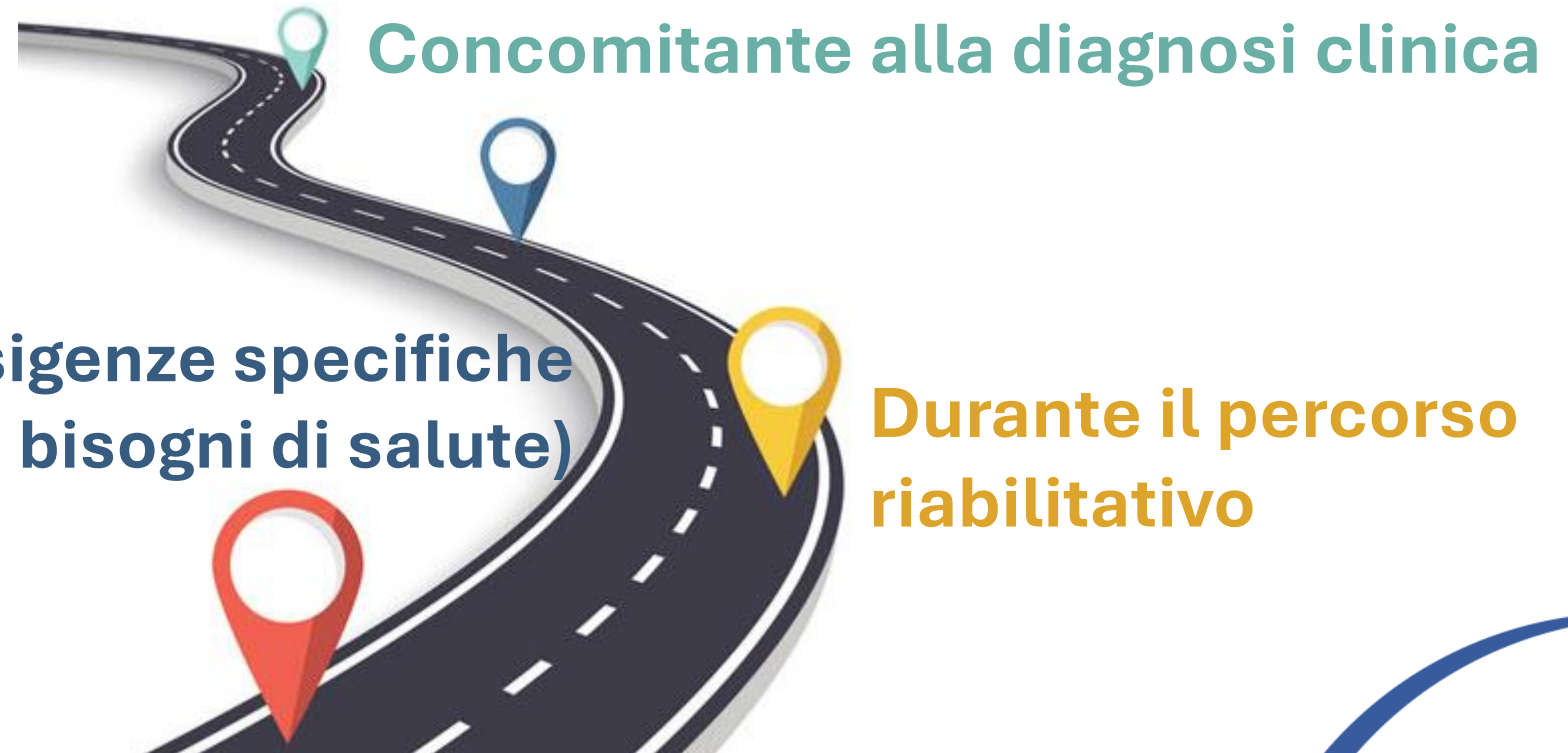 Concomitante alla diagnosi clinica
specifiche
bisogni di salute)
Durante il percorso
riabilitativo